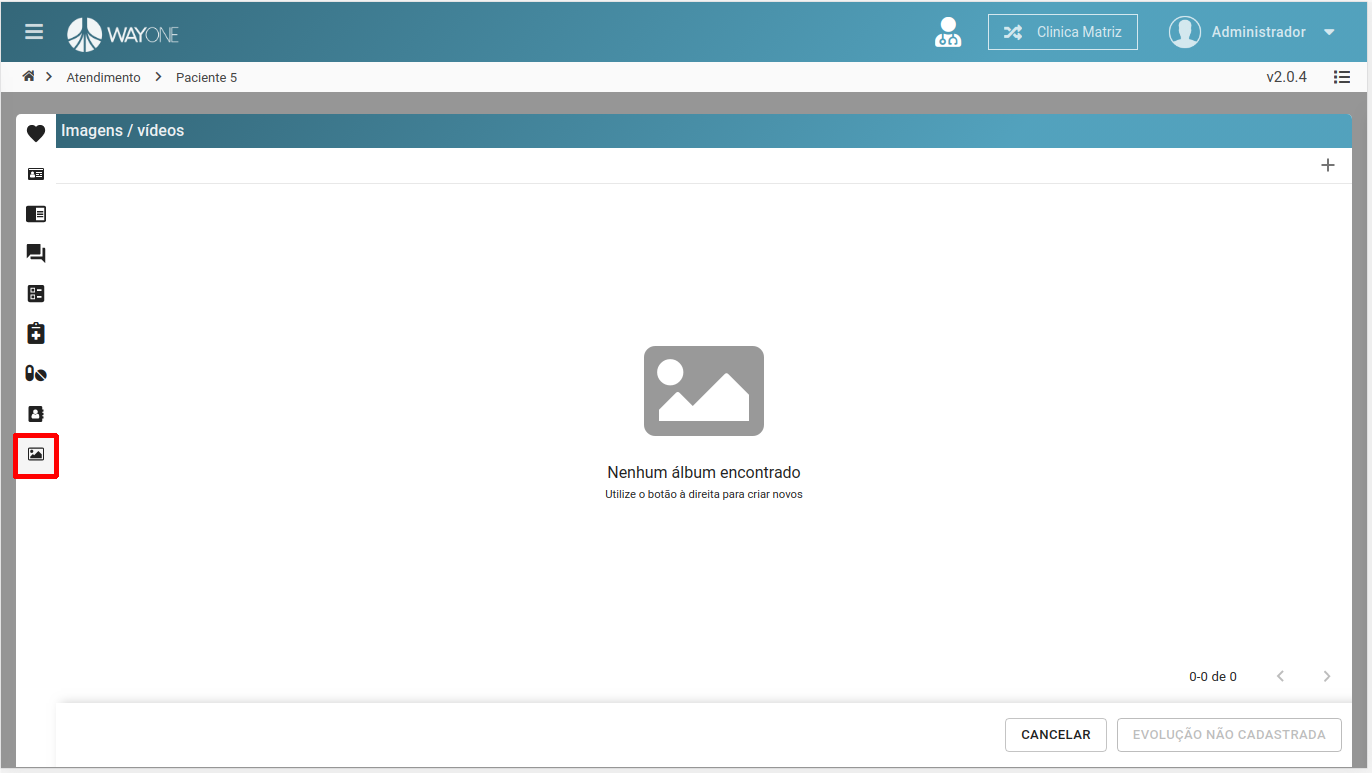 WAYONE
Clinica Matriz
Administrador
Atendimento
Paciente 5
v2.0.4
Imagens / vídeos
Nenhum álbum encontrado
Utilize o botão à direita para criar novos
0-0 de 0
CANCELAR
EVOLUÇÃO NÃO CADASTRADA